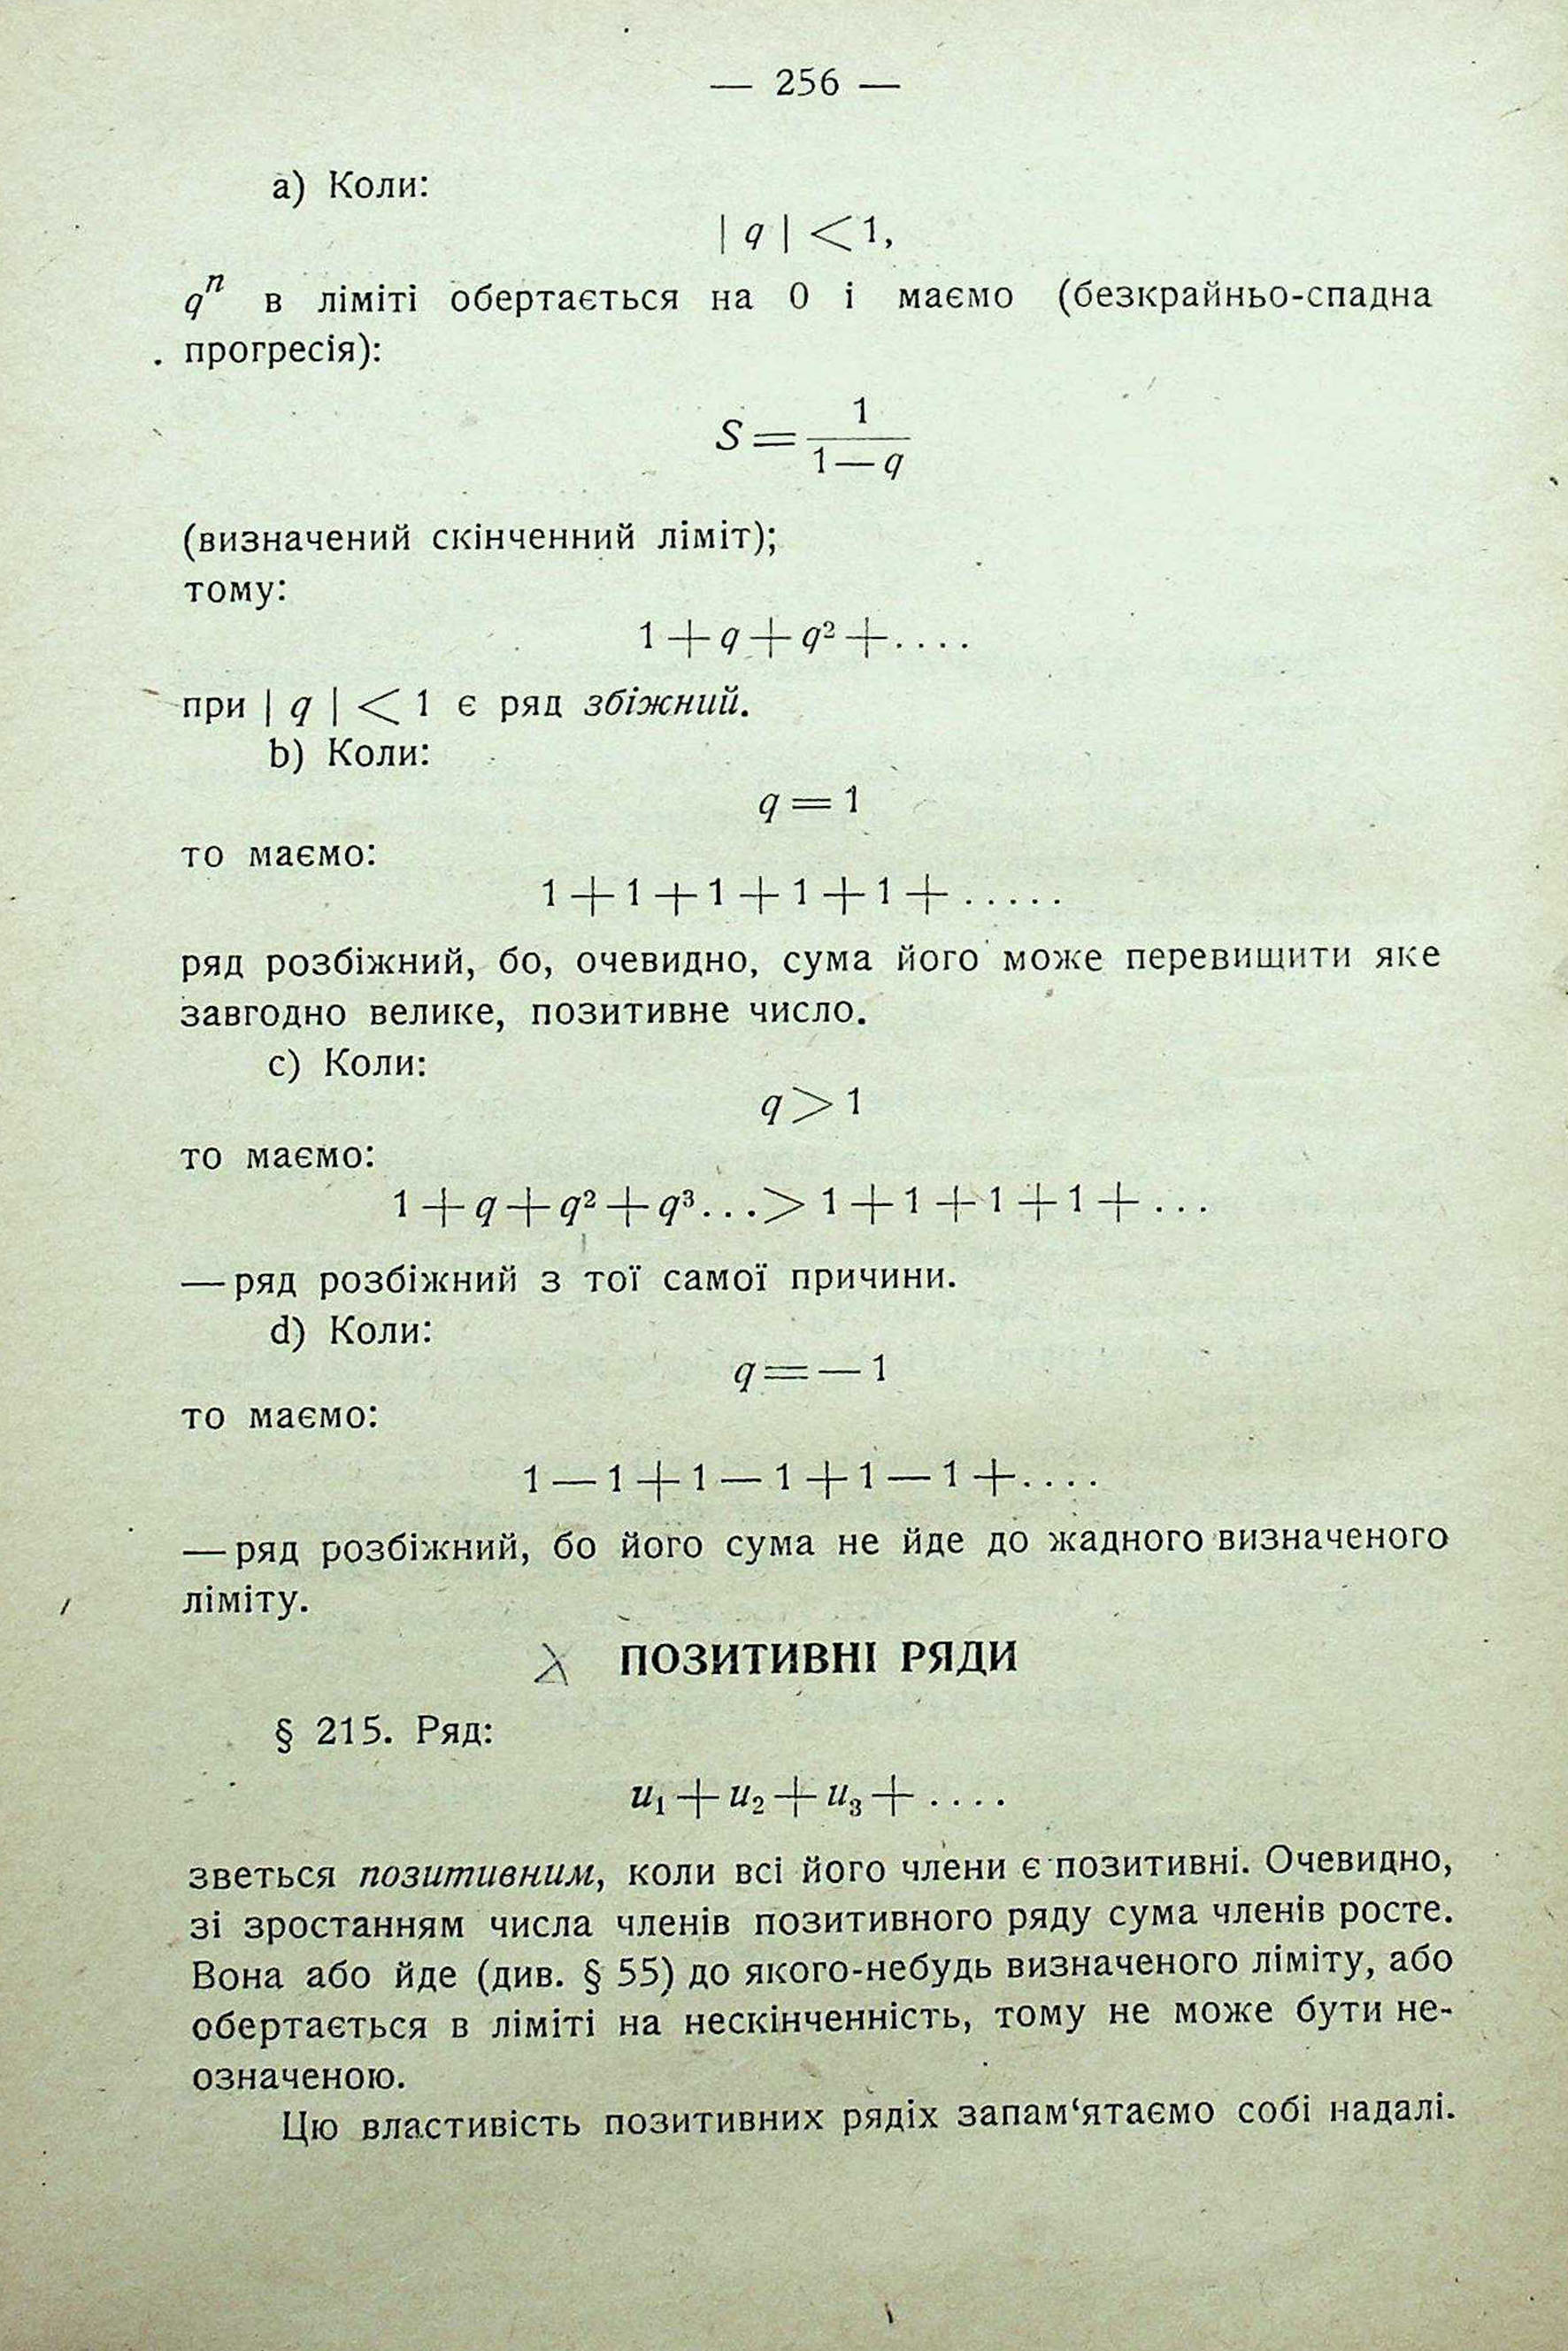 — 256 —
a) Коли:
| q | < 1,
qⁿ в ліміті обертається на 0 і маємо (безкрайньо-спадна
прогресія):
S = 1
1 — q
(визначений скінченний ліміт);
тому:
1 + q + q² + ....
при | q | < 1 є ряд збіжний.
b) Коли:
q = 1
то маємо:
1 + 1 + 1 + 1 + 1 + .....
ряд розбіжний, бо, очевидно, сума його може перевищити яке
завгодно велике, позитивне число.
c) Коли:
q > 1
то маємо:
1 + q + q² + q³ ... > 1 + 1 + 1 + 1 + ...
— ряд розбіжний з тої самої причини.
d) Коли:
q = — 1
то маємо:
1 — 1 + 1 — 1 + 1 — 1 + ....
— ряд розбіжний, бо його сума не йде до жадного визначеного
ліміту.
ПОЗИТИВНІ РЯДИ
§ 215. Ряд:
u₁ + u₂ + u₃ + ....
зветься позитивним, коли всі його члени є позитивні. Очевидно,
зі зростанням числа членів позитивного ряду сума членів росте.
Вона або йде (див. § 55) до якого-небудь визначеного ліміту, або
обертається в ліміті на нескінченність, тому не може бути не-
означеною.
Цю властивість позитивних рядіх запам‘ятаємо собі надалі.